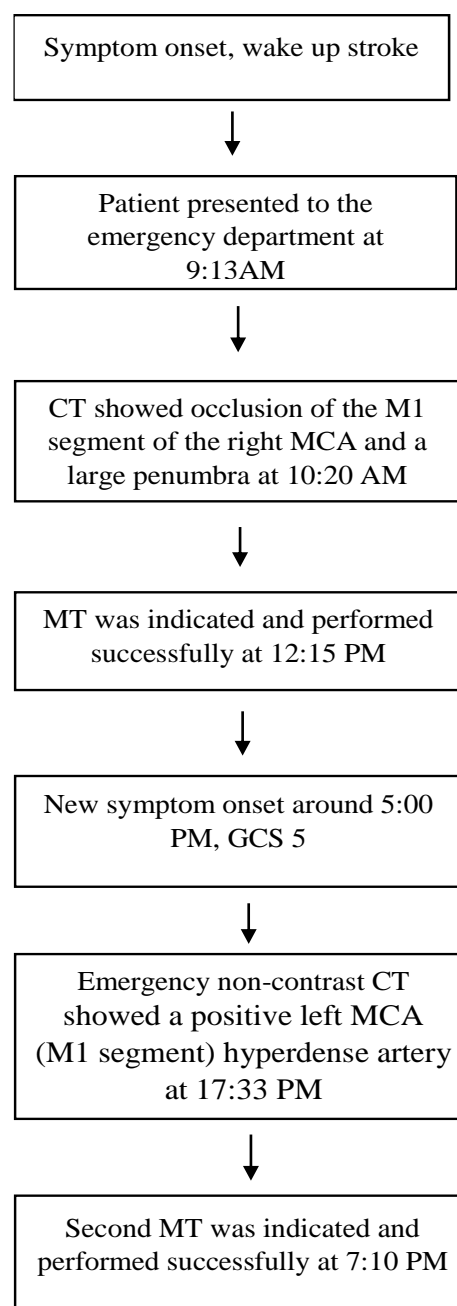 Symptom onset, wake up stroke
Patient presented to the
emergency department at
9:13AM
CT showed occlusion of the M1
segment of the right MCA and a
large penumbra at 10:20 AM
MT was indicated and performed
successfully at 12:15 PM
New symptom onset around 5:00
PM, GCS 5
Emergency non-contrast CT
showed a positive left MCA
(M1 segment) hyperdense artery
at 17:33 PM
Second MT was indicated and
performed successfully at 7:10 PM